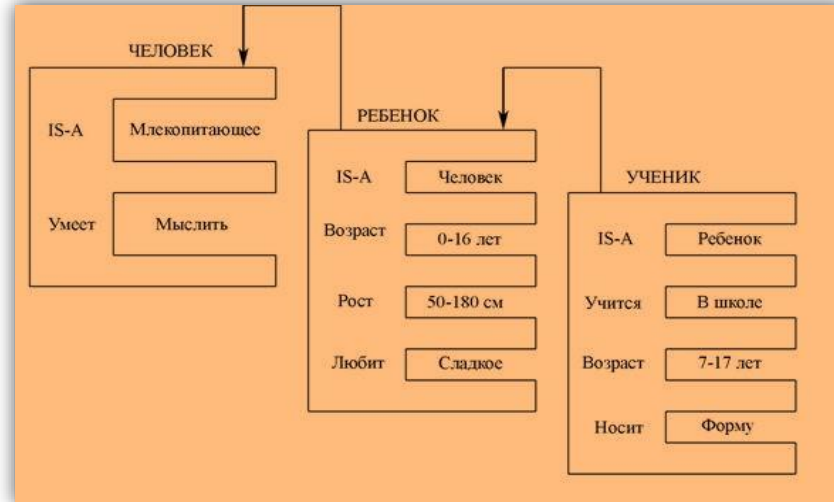 ЧЕЛОВЕК
IS-A Млекопитающее
Умеет Мыслить
РЕБЕНОК
IS-A Человек
Возраст 0-16 лет
Рост 50-180 см
Любит Сладкое
УЧЕНИК
IS-A Ребенок
Учится В школе
Возраст 7-17 лет
Носит Форму